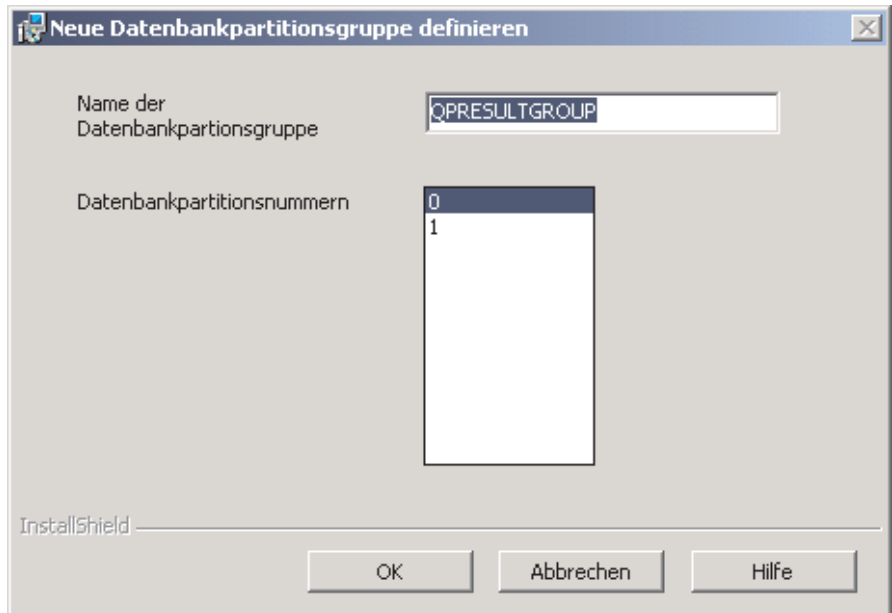 Neue Datenbankpartitionsgruppe definieren
Name der
Datenbankpartionsgruppe
QPRESULTGROUP
Datenbankpartitionsnummern
0
1
InstallShield
OK
Abbrechen
Hilfe